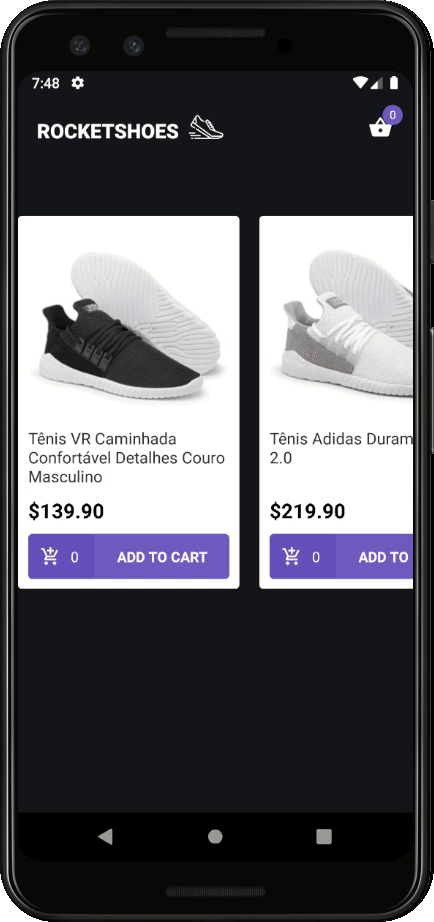 7:48
ROCKETSHOES
0
Tênis VR Caminhada
Confortável Detalhes Couro
Masculino
$139.90
0 ADD TO CART
Tênis Adidas Duram
2.0
$219.90
0 ADD TO